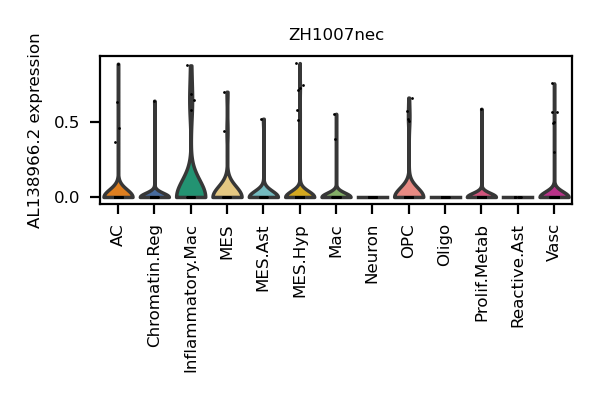 ZH1007nec
AL138966.2 expression
0.5
0.0
AC
Chromatin.Reg
Inflammatory.Mac
MES
MES.Ast
MES.Hyp
Mac
Neuron
OPC
Oligo
Prolif.Metab
Reactive.Ast
Vasc